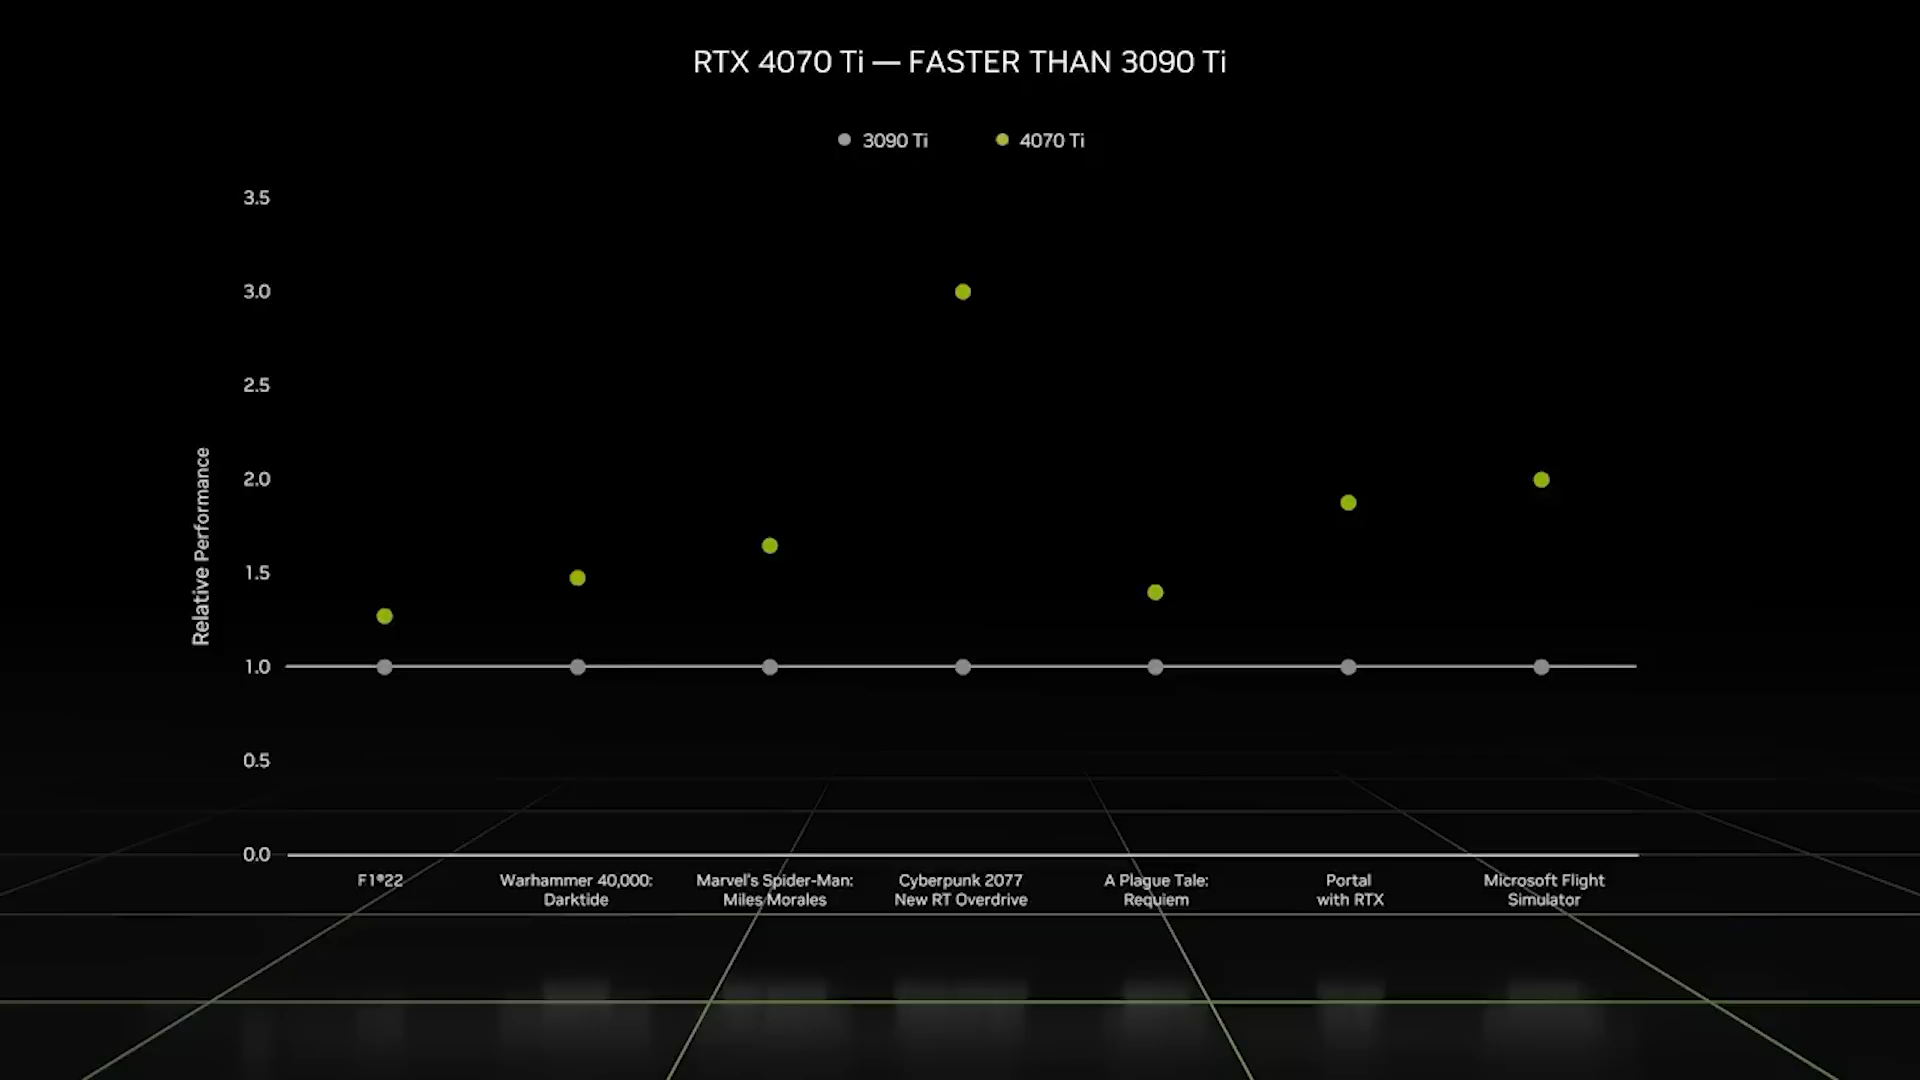 RTX 4070 Ti — FASTER THAN 3090 Ti
3090 Ti
4070 Ti
3.5
3.0
2.5
2.0
1.5
1.0
0.5
0.0
Relative Performance
F1®22
Warhammer 40,000:
Darktide
Marvel's Spider-Man:
Miles Morales
Cyberpunk 2077
New RT Overdrive
A Plague Tale:
Requiem
Portal
with RTX
Microsoft Flight
Simulator